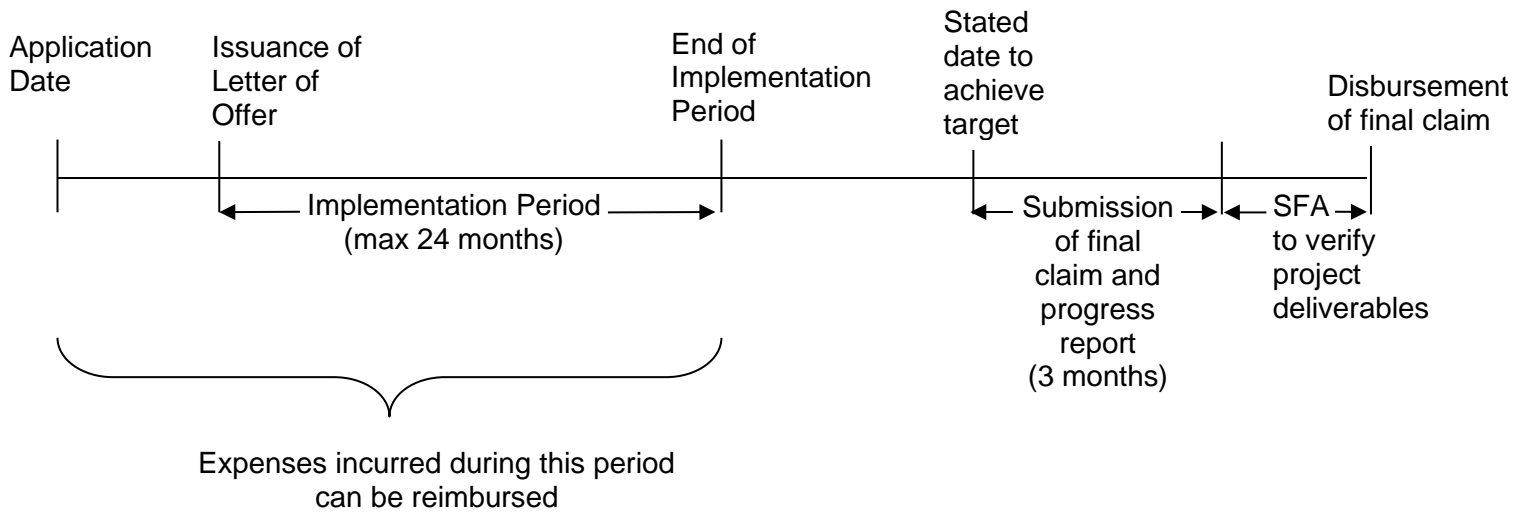 Application
Date
Issuance of
Letter of
Offer
End of
Implementation
Period
Stated
date to
achieve
target
Disbursement
of final claim
Implementation Period
(max 24 months)
Submission
of final
claim and
progress
report
(3 months)
SFA
to verify
project
deliverables
Expenses incurred during this period
can be reimbursed